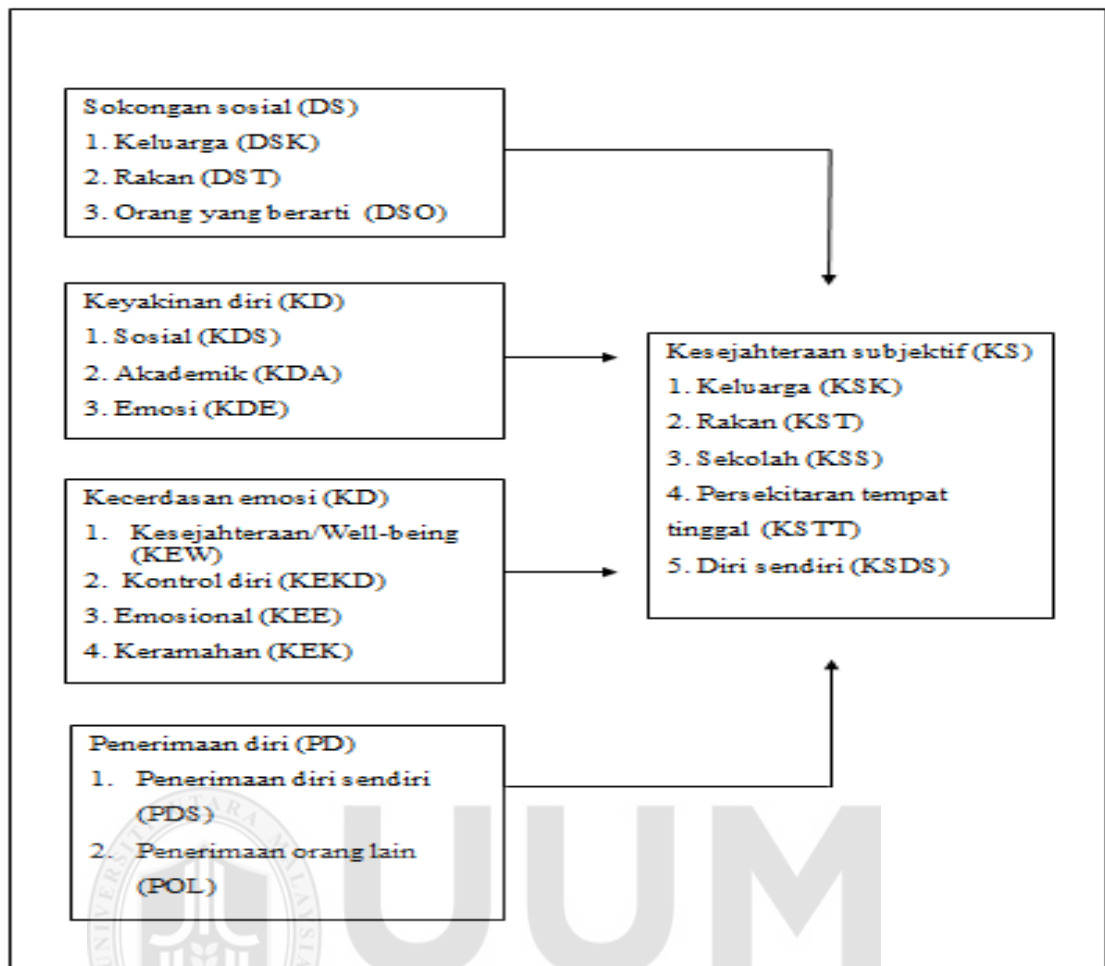 Sokongan sosial (DS)
1. Keluarga (DSK)
2. Rakan (DST)
3. Orang yang berarti (DSO)
Keyakinan diri (KD)
1. Sosial (KDS)
2. Akademik (KDA)
3. Emosi (KDE)
Kecerdasan emosi (KD)
1. Kesejahteraan/Well-being
(KEW)
2. Kontrol diri (KEKD)
3. Emosional (KEE)
4. Keramahan (KEK)
Penerimaan diri (PD)
1. Penerimaan diri sendiri
(PDS)
2. Penerimaan orang lain
(POL)
Kesejahteraan subjektif (KS)
1. Keluarga (KSK)
2. Rakan (KST)
3. Sekolah (KSS)
4. Persekitaran tempat
tinggal (KSTT)
5. Diri sendiri (KSDS)
UUM